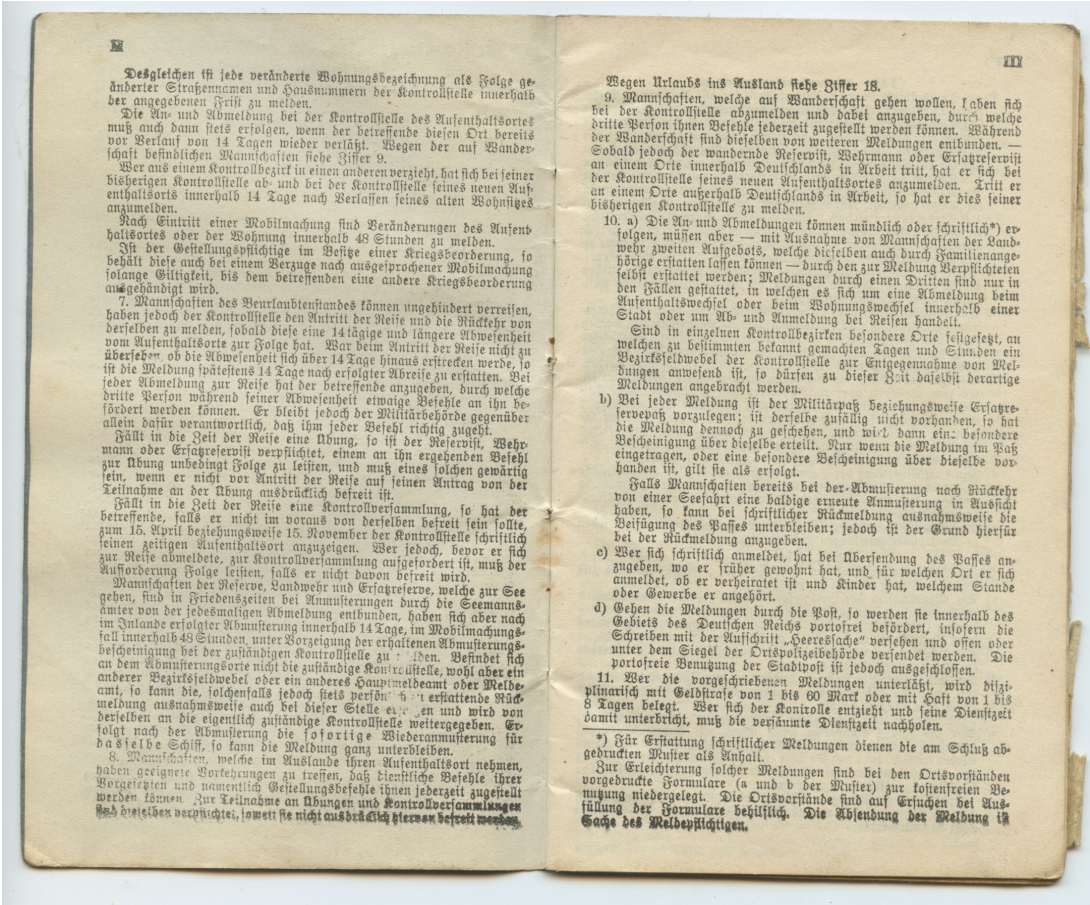 Desgleichen ist jede veränderte Wohnungsbezeichnung als Folge ge-
änderter Straßennamen und Hausnummern der Kontrollstelle innerhalb
der angegebenen Frist zu melden.
Die An- und Abmeldung bei der Kontrollstelle des Aufenthaltsortes
muß auch dann stets erfolgen, wenn der betreffende diesen Ort bereits
vor Verlauf von 14 Tagen wieder verläßt. Wegen der auf Wander-
schaft befindlichen Mannschaften siehe Ziffer 9.
Wer aus einem Kontrollbezirk in einen anderen verzieht, hat sich bei seiner
bisherigen Kontrollstelle ab- und bei der Kontrollstelle seines neuen Auf-
enthaltsorts innerhalb 14 Tage nach Verlassen seines alten Wohnsitzes
anzumelden.
Nach Eintritt einer Mobilmachung sind Veränderungen des Aufent-
haltsortes oder der Wohnung innerhalb 48 Stunden zu melden.
Ist der Gestellungspflichtige im Besitze einer Kriegsbeorderung, so
behält diese auch bei einem Verzuge nach ausgesprochener Mobilmachung
solange Giltigkeit, bis dem betreffenden eine andere Kriegsbeorderung
ausgehändigt wird.
7. Mannschaften des Beurlaubtenstandes können ungehindert verreisen,
haben jedoch der Kontrollstelle den Antritt der Reise und die Rückkehr von
derselben zu melden, sobald diese eine 14tägige und längere Abwesenheit
vom Aufenthaltsorte zur Folge hat. War beim Antritt der Reise nicht zu
übersehen, ob die Abwesenheit sich über 14 Tage hinaus erstrecken werde, so
ist die Meldung spätestens 14 Tage nach erfolgter Abreise zu erstatten. Bei
jeder Abmeldung zur Reise hat der betreffende anzugeben, durch welche
dritte Person während seiner Abwesenheit etwaige Befehle an ihn be-
fördert werden können. Er bleibt jedoch der Militärbehörde gegenüber
allein dafür verantwortlich, daß ihm jeder Befehl richtig zugeht.
Fällt in die Zeit der Reise eine Übung, so ist der Reservist, Wehr-
mann oder Ersatzreservist verpflichtet, einem an ihn ergehenden Befehl
zur Übung unbedingt Folge zu leisten, und muß eines solchen gewärtig
sein, wenn er nicht vor Antritt der Reise auf seinen Antrag von der
Teilnahme an der Übung ausdrücklich befreit ist.
Fällt in die Zeit der Reise eine Kontrollversammlung, so hat der
betreffende, falls er nicht im voraus von derselben befreit sein sollte,
zum 15. April beziehungsweise 15. November der Kontrollstelle schriftlich
seinen zeitigen Aufenthaltsort anzuzeigen. Wer jedoch, bevor er sich
zur Reise abmeldete, zur Kontrollversammlung aufgefordert ist, muß der
Aufforderung Folge leisten, falls er nicht davon befreit wird.
Mannschaften der Reserve, Landwehr und Ersatzreserve, welche zur See
gehen, sind in Friedenszeiten bei Anmusterungen durch die Seemanns-
ämter von der jedesmaligen Abmeldung entbunden, haben sich aber nach
im Inlande erfolgter Abmusterung innerhalb 14 Tage, im Mobilmachungs-
fall innerhalb 48 Stunden, unter Vorzeigung der erhaltenen Abmusterungs-
bescheinigung bei der zuständigen Kontrollstelle zu melden. Befindet sich
an dem Abmusterungsorte nicht die zuständige Kontrollstelle, wohl aber ein
anderer Bezirksfeldwebel oder ein anderes Hauptmeldeamt oder Melde-
amt, so kann die, solchenfalls jedoch stets persönlich zu erstattende Rück-
meldung ausnahmsweise auch bei dieser Stelle erfolgen und wird von
derselben an die eigentlich zuständige Kontrollstelle weitergegeben. Er-
folgt nach der Abmusterung die sofortige Wiederanmusterung für
dasselbe Schiff, so kann die Meldung ganz unterbleiben.
8. Mannschaften, welche im Auslande ihren Aufenthaltsort nehmen,
haben geeignete Vorkehrungen zu treffen, daß dienstliche Befehle ihrer
Vorgesetzten und namentlich Gestellungsbefehle ihnen jederzeit zugestellt
werden können. Zur Teilnahme an Übungen und Kontrollversammlungen
sind dieselben verpflichtet, soweit sie nicht ausdrücklich hiervon befreit werden.
III
Wegen Urlaubs ins Ausland siehe Ziffer 18.
9. Mannschaften, welche auf Wanderschaft gehen wollen, haben sich
bei der Kontrollstelle abzumelden und dabei anzugeben, durch welche
dritte Person ihnen Befehle jederzeit zugestellt werden können. Während
der Wanderschaft sind dieselben von weiteren Meldungen entbunden. —
Sobald jedoch der wandernde Reservist, Wehrmann oder Ersatzreservist
an einem Orte innerhalb Deutschlands in Arbeit tritt, hat er sich bei
der Kontrollstelle seines neuen Aufenthaltsortes anzumelden. Tritt er
an einem Orte außerhalb Deutschlands in Arbeit, so hat er dies seiner
bisherigen Kontrollstelle zu melden.
10. a) Die An- und Abmeldungen können mündlich oder schriftlich*) er-
folgen, müssen aber — mit Ausnahme von Mannschaften der Land-
wehr zweiten Aufgebots, welche dieselben auch durch Familienange-
hörige erstatten lassen können — durch den zur Meldung Verpflichteten
selbst erstattet werden; Meldungen durch einen Dritten sind nur in
den Fällen gestattet, in welchen es sich um eine Abmeldung beim
Aufenthaltswechsel oder beim Wohnungswechsel innerhalb einer
Stadt oder um Ab- und Anmeldung bei Reisen handelt.
Sind in einzelnen Kontrollbezirken besondere Orte festgesetzt, an
welchen zu bestimmten bekannt gemachten Tagen und Stunden ein
Bezirksfeldwebel der Kontrollstelle zur Entgegennahme von Mel-
dungen anwesend ist, so dürfen zu dieser Zeit daselbst derartige
Meldungen angebracht werden.
b) Bei jeder Meldung ist der Militärpaß beziehungsweise Ersatzre-
servepaß vorzulegen; ist derselbe zufällig nicht vorhanden, so hat
die Meldung dennoch zu geschehen, und wird dann eine besondere
Bescheinigung über dieselbe erteilt. Nur wenn die Meldung im Paß
eingetragen, oder eine besondere Bescheinigung über dieselbe vor-
handen ist, gilt sie als erfolgt.
Falls Mannschaften bereits bei der Abmusterung nach Rückkehr
von einer Seefahrt eine baldige erneute Anmusterung in Aussicht
haben, so kann bei schriftlicher Rückmeldung ausnahmsweise die
Beifügung des Passes unterbleiben; jedoch ist der Grund hierfür
bei der Rückmeldung anzugeben.
c) Wer sich schriftlich anmeldet, hat bei Übersendung des Passes an-
zugeben, wo er früher gewohnt hat, und für welchen Ort er sich
anmeldet, ob er verheiratet ist und Kinder hat, welchem Stande
oder Gewerbe er angehört.
d) Gehen die Meldungen durch die Post, so werden sie innerhalb des
Gebiets des Deutschen Reichs portofrei befördert, insofern die
Schreiben mit der Aufschrift „Heeressache“ versehen und offen oder
unter dem Siegel der Ortspolizeibehörde versendet werden. Die
portofreie Benutzung der Stadtpost ist jedoch ausgeschlossen.
11. Wer die vorgeschriebenen Meldungen unterläßt, wird diszi-
plinarisch mit Geldstrafe von 1 bis 60 Mark oder mit Haft von 1 bis
8 Tagen belegt. Wer sich der Kontrolle entzieht und seine Dienstzeit
damit unterbricht, muß die versäumte Dienstzeit nachholen.
*) Für Erstattung schriftlicher Meldungen dienen die am Schluß ab-
gedruckten Muster als Anhalt.
Zur Erleichterung solcher Meldungen sind bei den Ortsvorständen
vorgedruckte Formulare (a und b der Muster) zur kostenfreien Be-
nutzung niedergelegt. Die Ortsvorstände sind auf Ersuchen bei Aus-
füllung der Formulare behilflich. Die Absendung der Meldung ist
Sache des Meldepflichtigen.